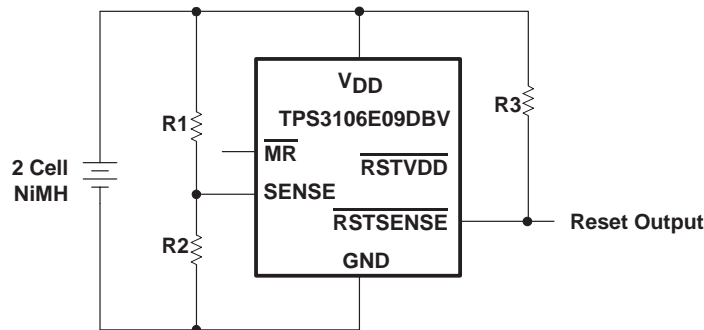 VDD
TPS3106E09DBV
R3
R1
MR
2 Cell
NiMH
RSTVDD
SENSE
RSTSENSE
Reset Output
R2
GND